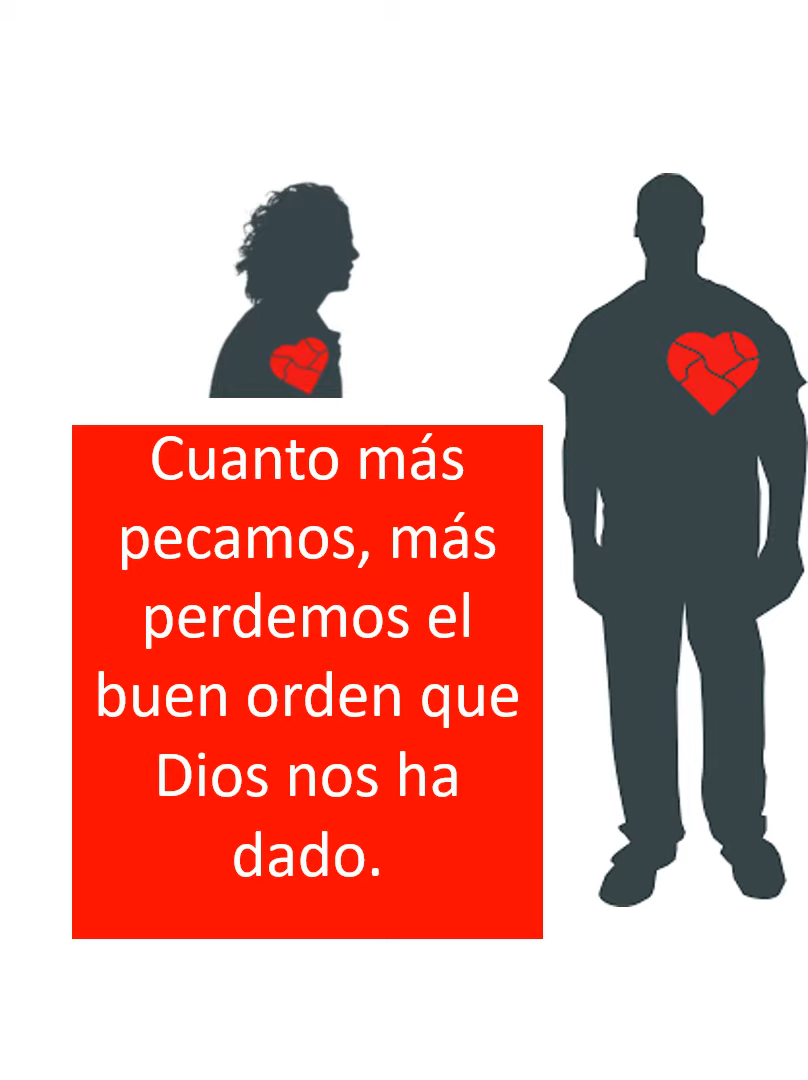 Cuanto más
pecamos, más
perdemos el
buen orden que
Dios nos ha
dado.